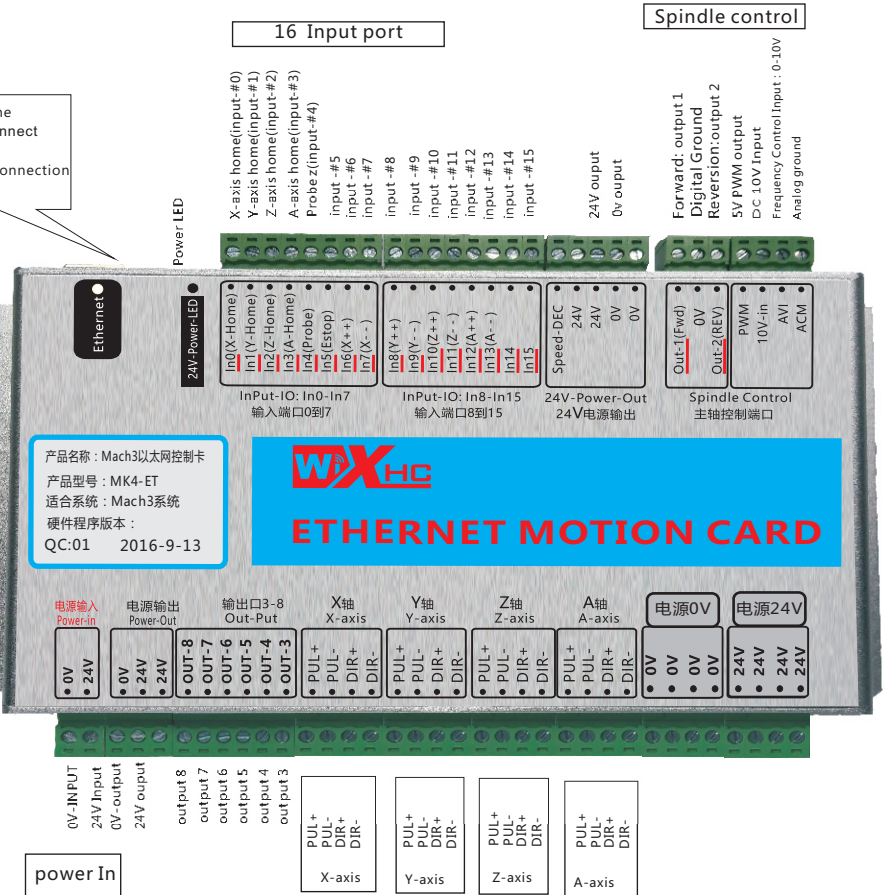 16 Input port
Spindle control
ne
nnect
onnection
Power LED
X-axis home(input-#0)
Y-axis home(input-#1)
Z-axis home(input-#2)
A-axis home(input-#3)
Probe z(input-#4)
input -#5
input -#6
input -#7
input -#8
input -#9
input -#10
input -#11
input -#12
input -#13
input -#14
input -#15
24V ouput
0v ouput
Forward: output 1
Digital Ground
Reversion:output 2
5V PWM output
DC 10V Input
Frequency Control Input : 0-10V
Analog ground
Ethernet
24V-Power-LED
In0(X-Home)
In1(Y-Home)
In2(Z-Home)
In3(A-Home)
In4(Probe)
In5(Estop)
In6(X++)
In7(X--)
In8(Y++)
In9(Y--)
In10(Z++)
In11(Z--)
In12(A++)
In13(A--)
In14
In15
Speed-DEC
24V
24V
0V
0V
Out-1(Fwd)
0V
Out-2(REV)
PWM
10V-in
AVI
ACM
InPut-IO: In0-In7
输入端口0到7
InPut-IO: In8-In15
输入端口8到15
24V-Power-Out
24V电源输出
Spindle Control
主轴控制端口
产品名称：Mach3以太网控制卡
产品型号：MK4-ET
适合系统：Mach3系统
硬件程序版本：
QC:01 2016-9-13
WiXHC
ETHERNET MOTION CARD
电源输入
Power-in
电源输出
Power-Out
输出口3-8
Out-Put
X轴
X-axis
Y轴
Y-axis
Z轴
Z-axis
A轴
A-axis
电源0V
电源24V
0V
24V
0V
24V
24V
OUT-8
OUT-7
OUT-6
OUT-5
OUT-4
OUT-3
PUL+
PUL-
DIR+
DIR-
PUL+
PUL-
DIR+
DIR-
PUL+
PUL-
DIR+
DIR-
PUL+
PUL-
DIR+
DIR-
0V
0V
0V
0V
24V
24V
24V
24V
0V-INPUT
24V Input
0V-output
24V ouput
output 8
output 7
output 6
output 5
output 4
output 3
PUL+
PUL-
DIR+
DIR-
X-axis
PUL+
PUL-
DIR+
DIR-
Y-axis
PUL+
PUL-
DIR+
DIR-
Z-axis
PUL+
PUL-
DIR+
DIR-
A-axis
power In